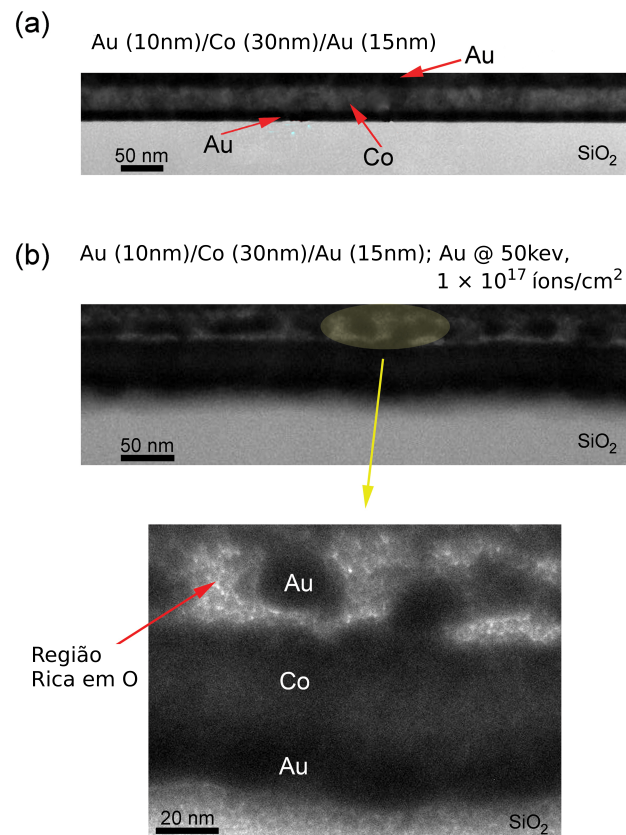 (a)
Au (10nm)/Co (30nm)/Au (15nm)
Au
Au
Co
50 nm
SiO₂
(b)
Au (10nm)/Co (30nm)/Au (15nm); Au @ 50kev,
1 × 10¹⁷ íons/cm²
50 nm
SiO₂
Au
Região
Rica em O
Co
Au
20 nm
SiO₂